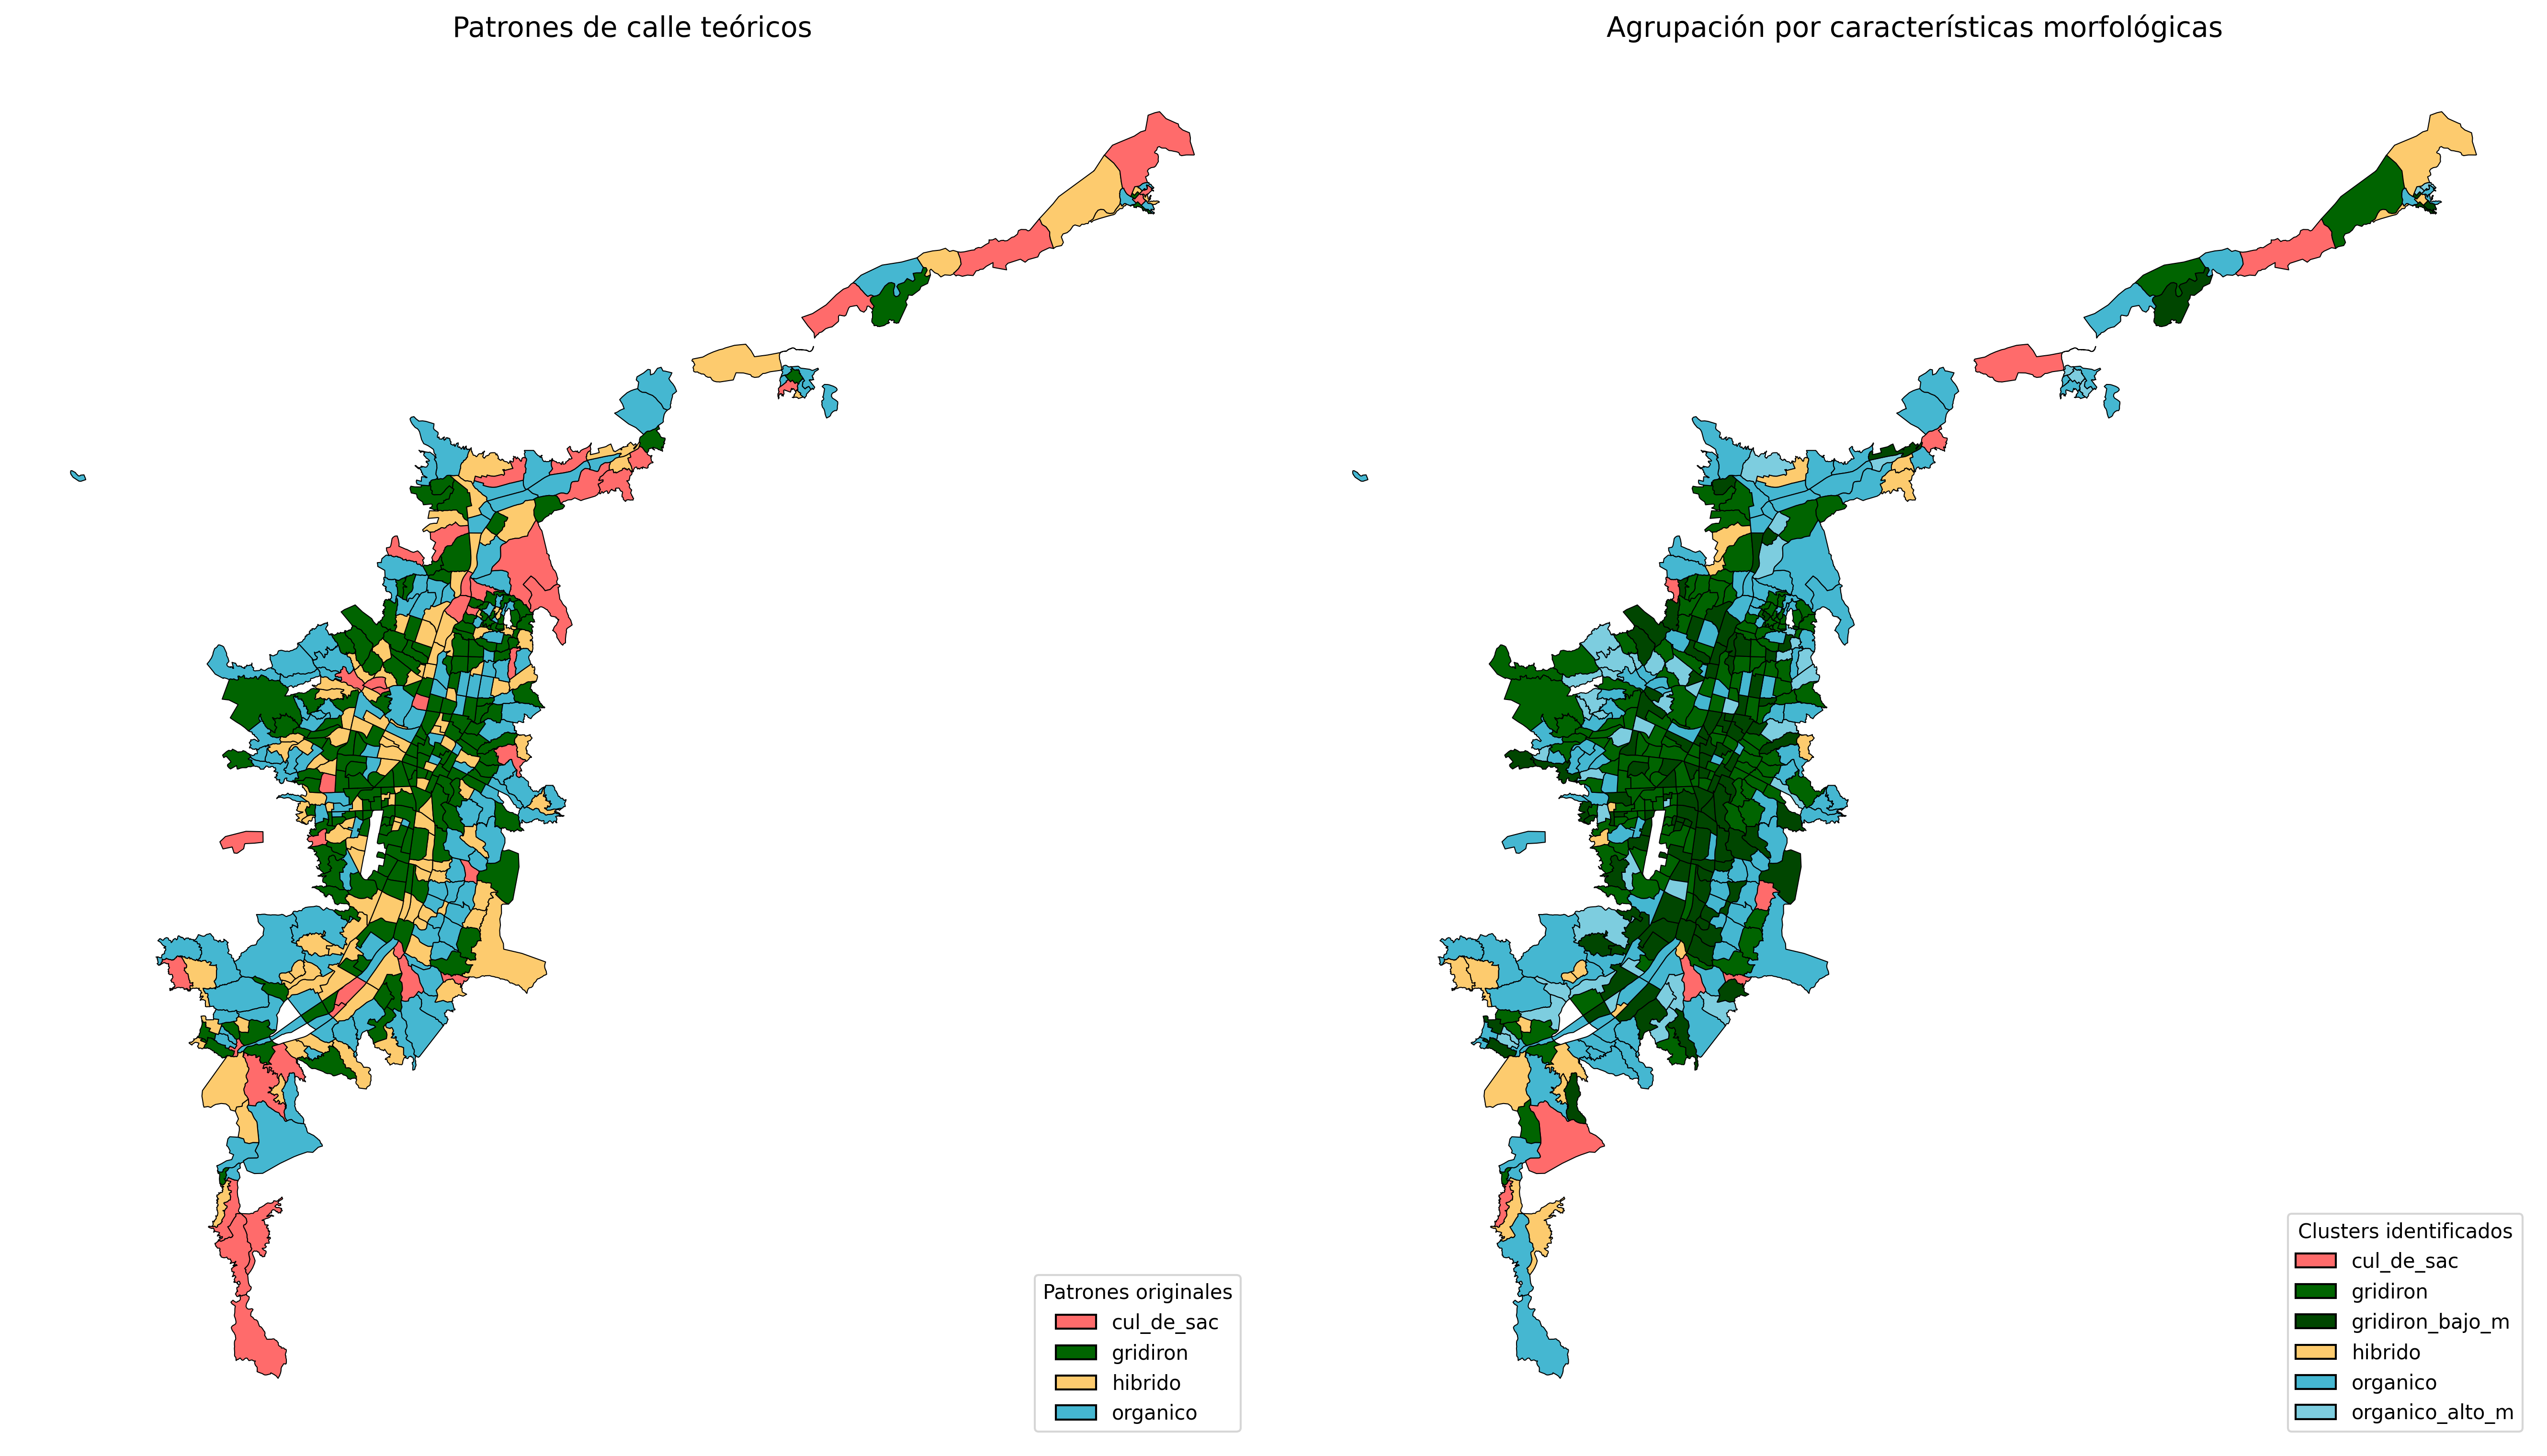 Patrones de calle teóricos
Agrupación por características morfológicas
Patrones originales
cul_de_sac
gridiron
hibrido
organico
Clusters identificados
cul_de_sac
gridiron
gridiron_bajo_m
hibrido
organico
organico_alto_m